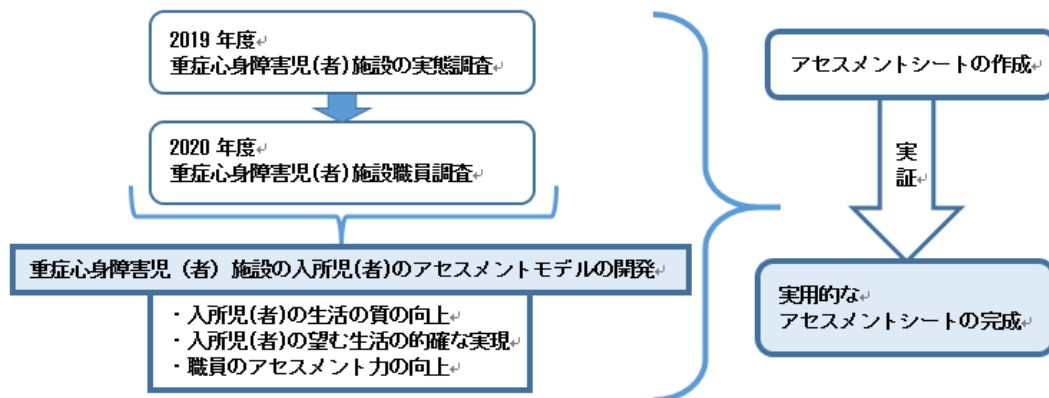 2019 年度↵
重症心身障害児(者)施設の実態調査↵
2020 年度↵
重症心身障害児(者)施設職員調査↵
重症心身障害児（者）施設の入所児(者)のアセスメントモデルの開発↵
・入所児(者)の生活の質の向上↵
・入所児(者)の望む生活の的確な実現↵
・職員のアセスメント力の向上↵
アセスメントシートの作成↵
実
証↵
実用的な↵
アセスメントシートの完成↵